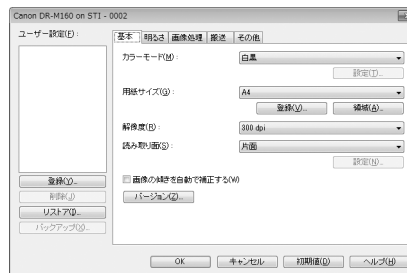 Canon DR-M160 on STI - 0002
ユーザー設定(F):
登録(Y)...
削除(J)
リストア(I)...
バックアップ(X)...
基本 明るさ 画像処理 搬送 その他
カラーモード(M): 白黒
設定(T)...
用紙サイズ(G): A4
登録(V)... 領域(A)...
解像度(R): 300 dpi
読み取り面(S): 片面
設定(N)...
画像の傾きを自動で補正する(W)
バージョン(Z)...
OK キャンセル 初期値(D) ヘルプ(H)